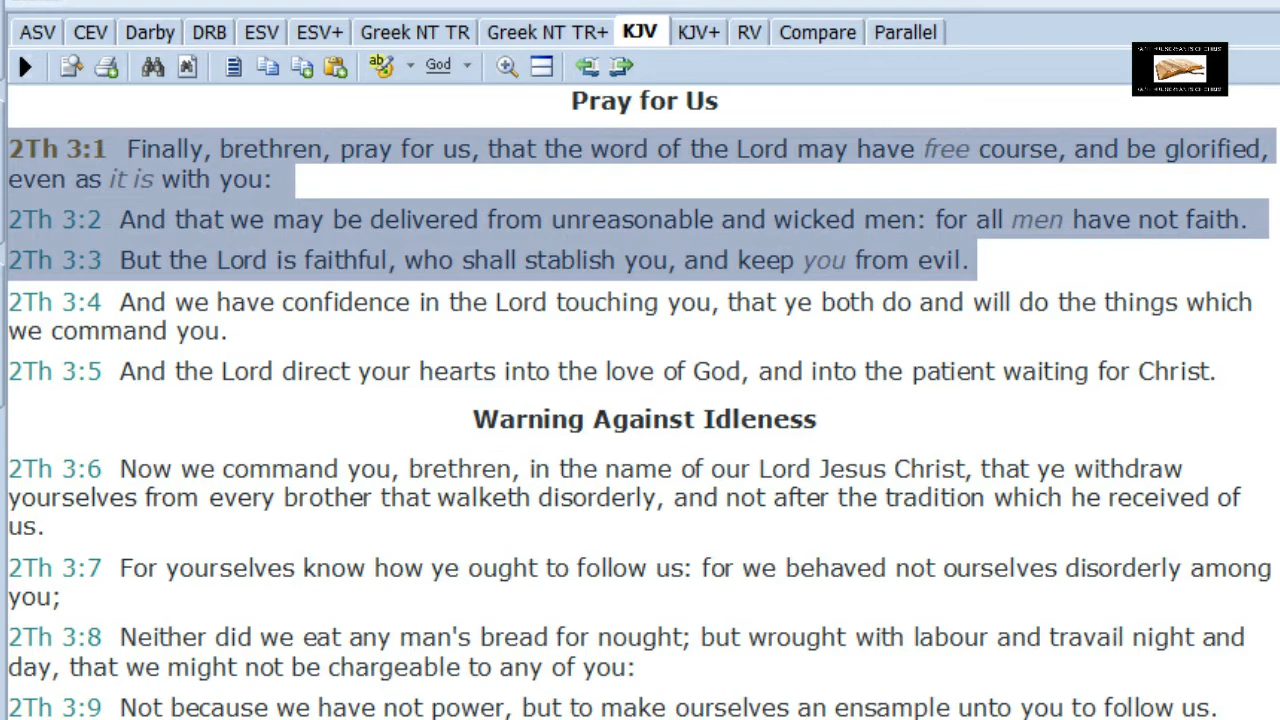 ASV CEV Darby DRB ESV ESV+ Greek NT TR Greek NT TR+ KJV KJV+ RV Compare Parallel
ab God
Pray for Us
2Th 3:1 Finally, brethren, pray for us, that the word of the Lord may have free course, and be glorified,
even as it is with you:
2Th 3:2 And that we may be delivered from unreasonable and wicked men: for all men have not faith.
2Th 3:3 But the Lord is faithful, who shall stablish you, and keep you from evil.
2Th 3:4 And we have confidence in the Lord touching you, that ye both do and will do the things which
we command you.
2Th 3:5 And the Lord direct your hearts into the love of God, and into the patient waiting for Christ.
Warning Against Idleness
2Th 3:6 Now we command you, brethren, in the name of our Lord Jesus Christ, that ye withdraw
yourselves from every brother that walketh disorderly, and not after the tradition which he received of
us.
2Th 3:7 For yourselves know how ye ought to follow us: for we behaved not ourselves disorderly among
you;
2Th 3:8 Neither did we eat any man's bread for nought; but wrought with labour and travail night and
day, that we might not be chargeable to any of you:
2Th 3:9 Not because we have not power, but to make ourselves an ensample unto you to follow us.